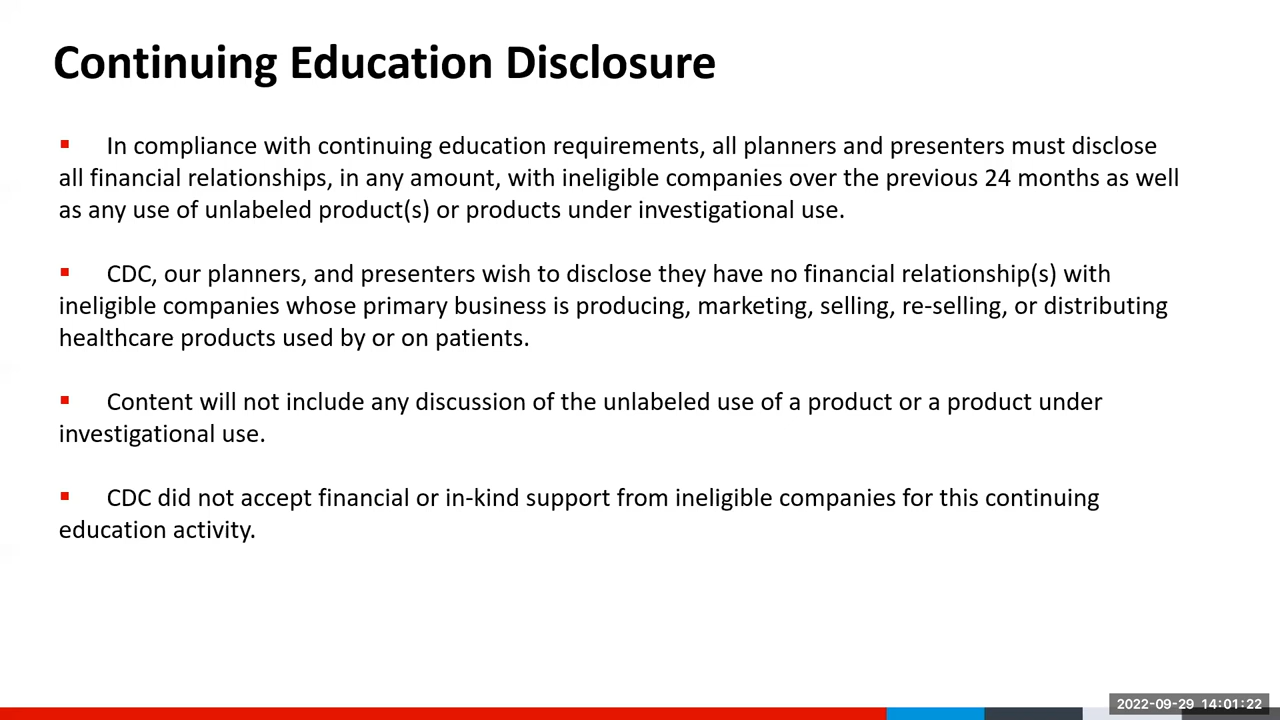 Continuing Education Disclosure
▪ In compliance with continuing education requirements, all planners and presenters must disclose
all financial relationships, in any amount, with ineligible companies over the previous 24 months as well
as any use of unlabeled product(s) or products under investigational use.
▪ CDC, our planners, and presenters wish to disclose they have no financial relationship(s) with
ineligible companies whose primary business is producing, marketing, selling, re-selling, or distributing
healthcare products used by or on patients.
▪ Content will not include any discussion of the unlabeled use of a product or a product under
investigational use.
▪ CDC did not accept financial or in-kind support from ineligible companies for this continuing
education activity.
2022-09-29 14:01:22